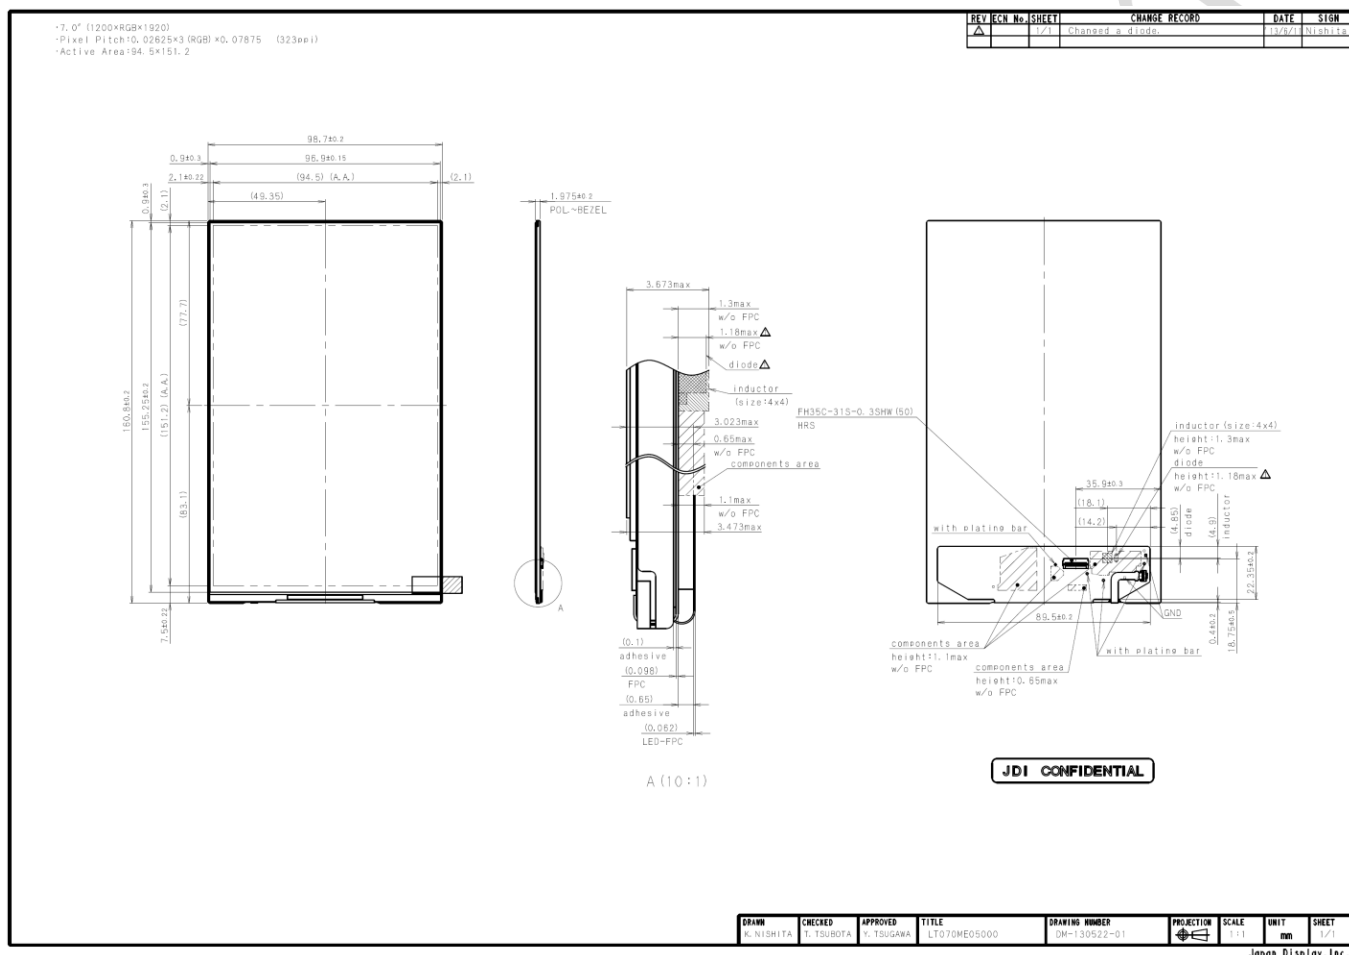 ·7.0″ (1200×RGB×1920)
·Pixel Pitch:0.02625×3(RGB)×0.07875 (323ppi)
·Active Area:94.5×151.2
REV ECN No. SHEET CHANGE RECORD DATE SIGN
1/1 Changed a diode. Nishita
98.7±0.2
0.9±0.3 96.9±0.15
2.1±0.22 (94.5)(A.A.) (2.1)
(49.35)
0.9±0.3
(2.1)
160.8±0.2
155.25±0.2
(151.2)(A.A.)
(77.7)
(83.1)
7.5±0.22
1.975±0.2
POL.~BEZEL
A
3.673max
1.3max
w/o FPC
1.18max
w/o FPC
diode
inductor
(size:4x4)
3.023max
0.65max
w/o FPC
components area
1.1max
w/o FPC
3.473max
(0.1)
adhesive
(0.098)
FPC
(0.65)
adhesive
(0.062)
LED-FPC
A(10:1)
FH35C-31S-0.3SHW(50)
HRS
inductor(size:4x4)
height:1.3max
w/o FPC
diode
height:1.18max
w/o FPC
35.9±0.3
(18.1)
(14.2)
(4.85)
diode
(4.9)
inductor
with plating bar
22.35±0.2
GND
89.5±0.2
0.4±0.2
18.75±0.5
components area
height:1.1max
w/o FPC
with plating bar
components area
height:0.65max
w/o FPC
JDI CONFIDENTIAL
DRAWN CHECKED APPROVED TITLE DRAWING NUMBER PROJECTION SCALE UNIT SHEET
K.NISHITA T.TSUBOTA Y.TSUGAWA LT070ME05000 DM-130522-01 1:1 mm 1/1
Japan Display Inc.